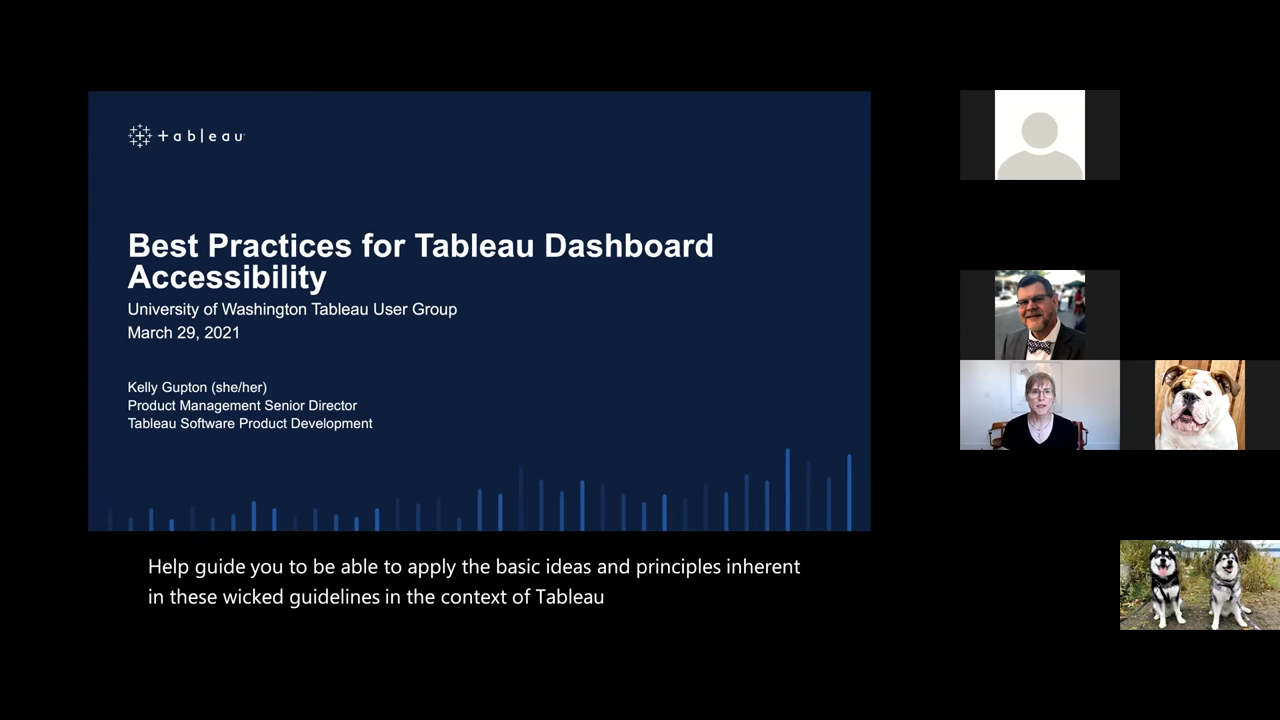 + a b l e a u
Best Practices for Tableau Dashboard
Accessibility
University of Washington Tableau User Group
March 29, 2021
Kelly Gupton (she/her)
Product Management Senior Director
Tableau Software Product Development
Help guide you to be able to apply the basic ideas and principles inherent
in these wicked guidelines in the context of Tableau